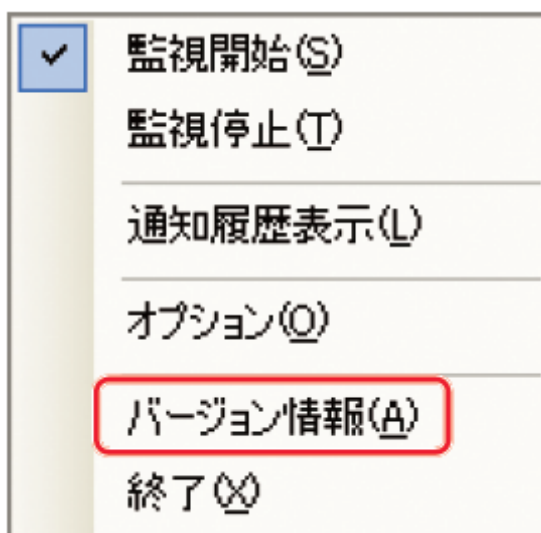 監視開始(S)
監視停止(T)
通知履歴表示(L)
オプション(O)
バージョン情報(A)
終了(X)